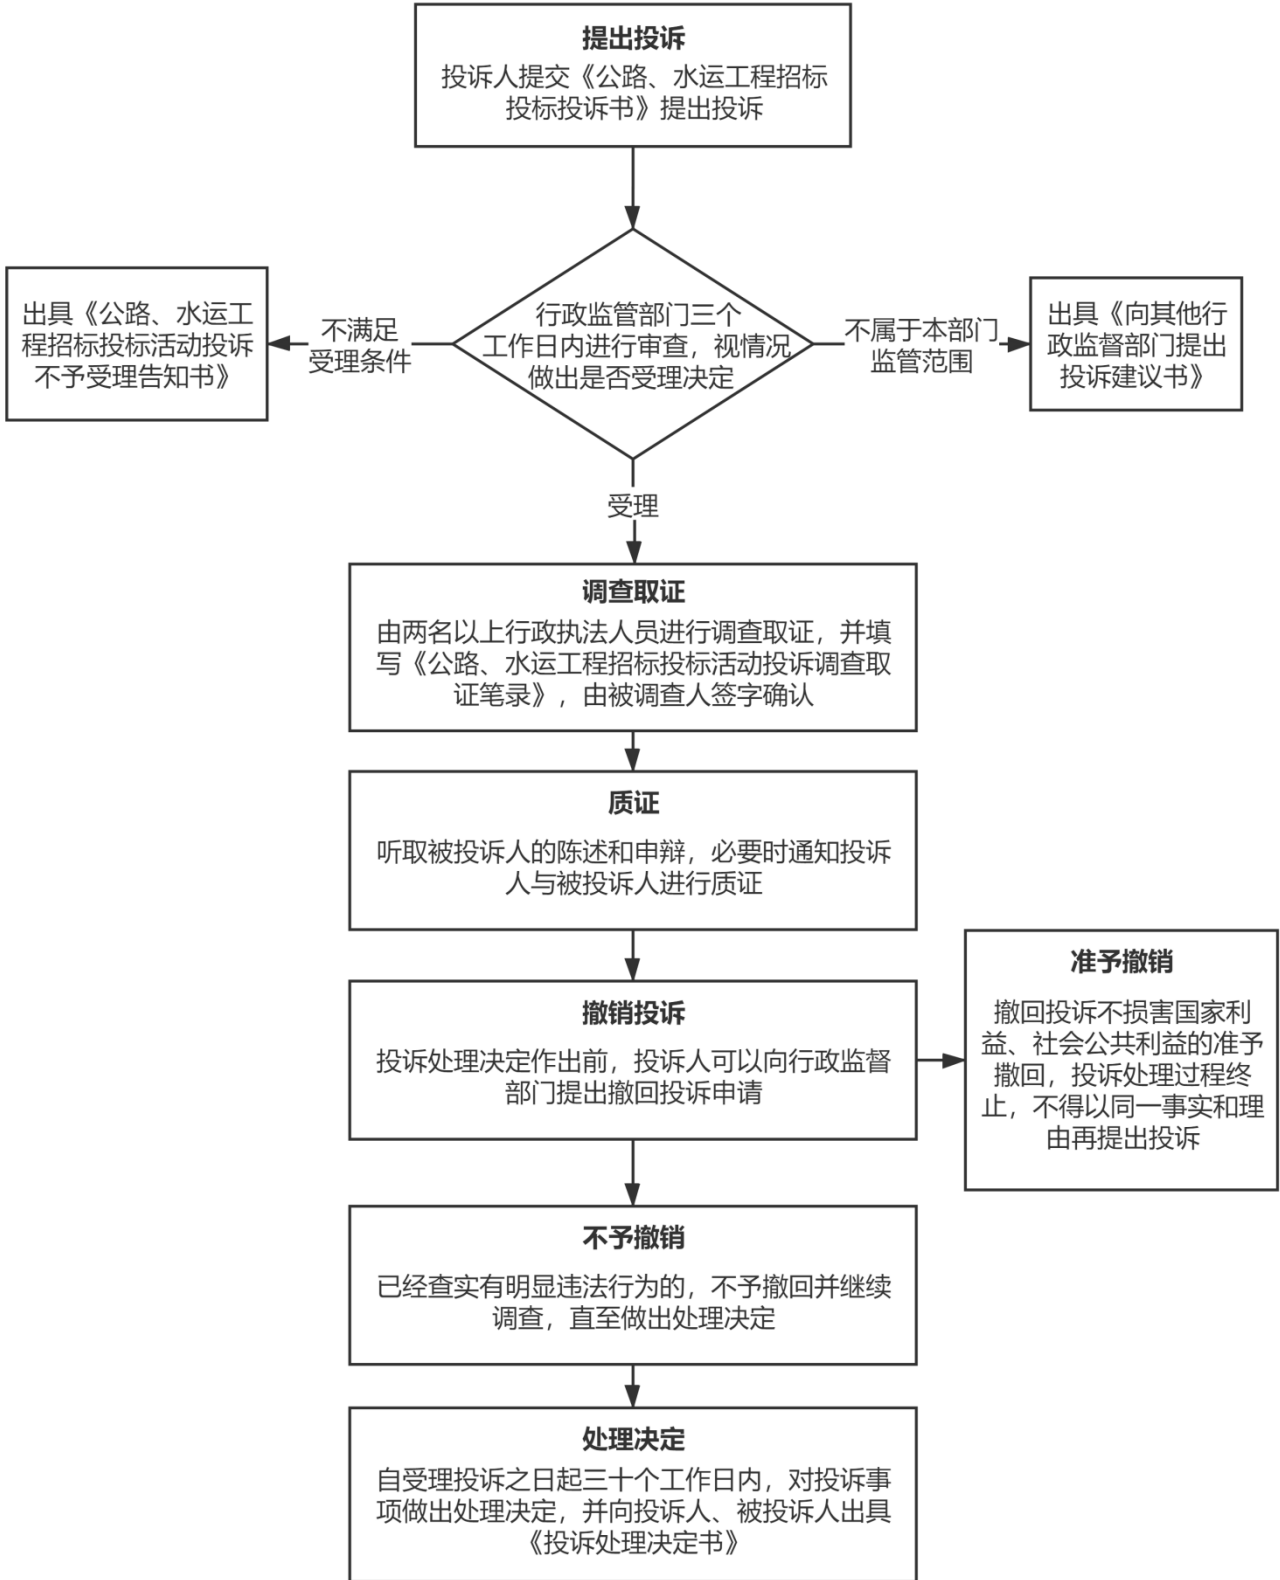 提出投诉
投诉人提交《公路、水运工程招标
投标投诉书》提出投诉
出具《公路、水运工
程招标投标活动投诉
不予受理告知书》
不满足
受理条件
行政监管部门三个
工作日内进行审查，视情况
做出是否受理决定
不属于本部门
监管范围
出具《向其他行
政监督部门提出
投诉建议书》
受理
调查取证
由两名以上行政执法人员进行调查取证，并填
写《公路、水运工程招标投标活动投诉调查取
证笔录》，由被调查人签字确认
质证
听取被投诉人的陈述和申辩，必要时通知投诉
人与被投诉人进行质证
撤销投诉
投诉处理决定作出前，投诉人可以向行政监督
部门提出撤回投诉申请
准予撤销
撤回投诉不损害国家利
益、社会公共利益的准予
撤回，投诉处理过程终
止，不得以同一事实和理
由再提出投诉
不予撤销
已经查实有明显违法行为的，不予撤回并继续
调查，直至做出处理决定
处理决定
自受理投诉之日起三十个工作日内，对投诉事
项做出处理决定，并向投诉人、被投诉人出具
《投诉处理决定书》